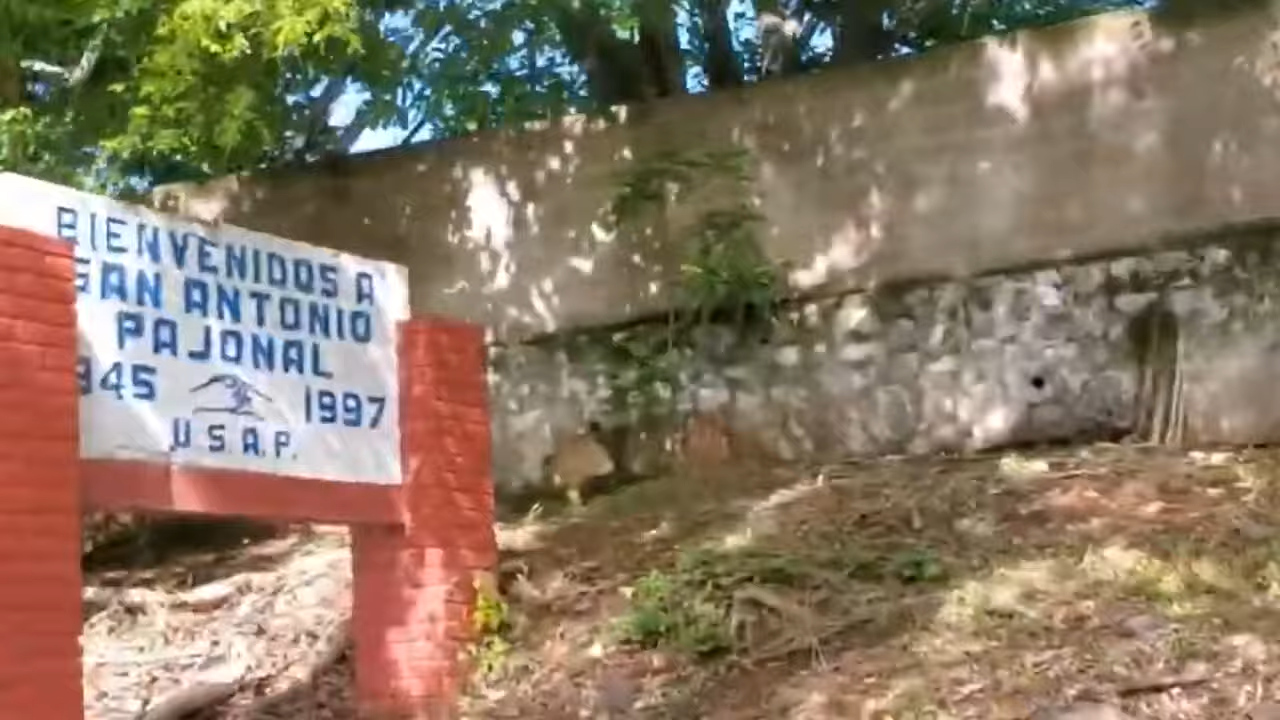 BIENVENIDOS A
SAN ANTONIO
PAJONAL
945 1997
U.S.A.P.